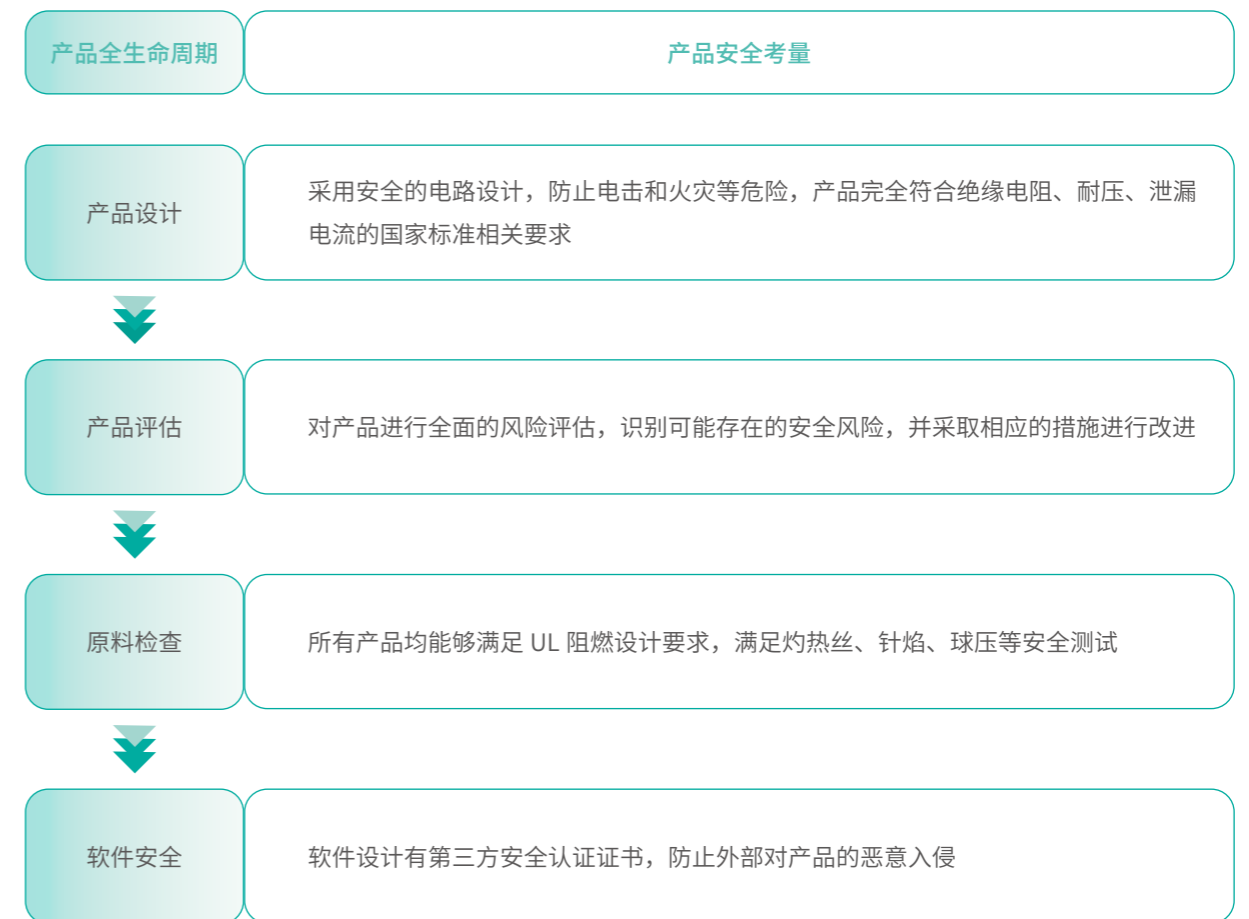 产品全生命周期
产品安全考量
产品设计
采用安全的电路设计，防止电击和火灾等危险，产品完全符合绝缘电阻、耐压、泄漏
电流的国家标准相关要求
产品评估
对产品进行全面的风险评估，识别可能存在的安全风险，并采取相应的措施进行改进
原料检查
所有产品均能够满足 UL 阻燃设计要求，满足灼热丝、针焰、球压等安全测试
软件安全
软件设计有第三方安全认证证书，防止外部对产品的恶意入侵